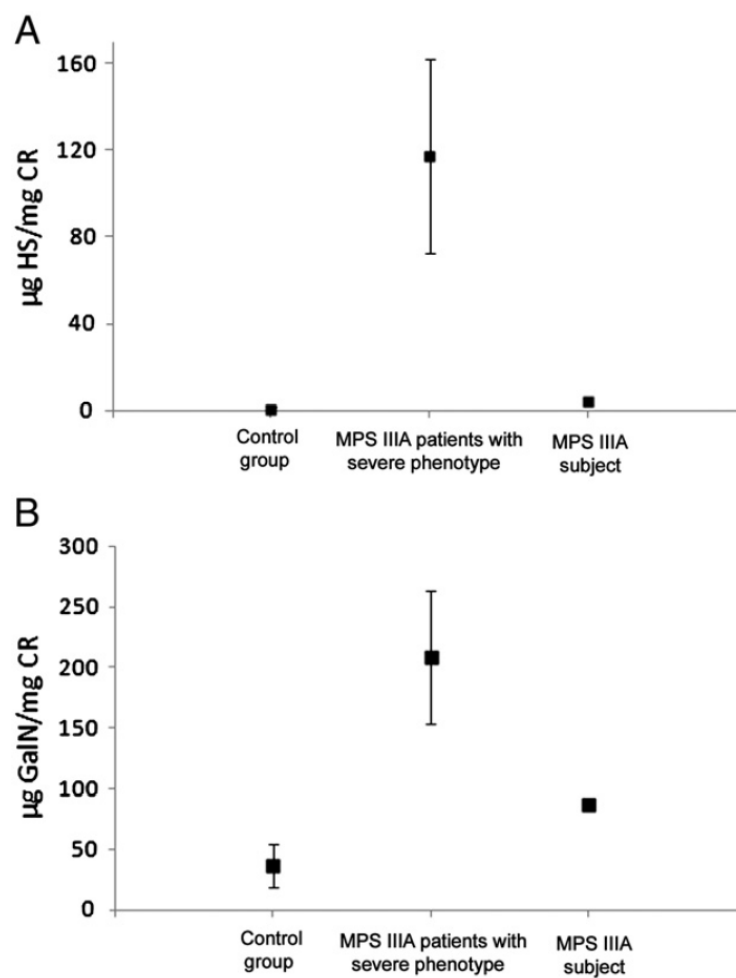 A
µg HS/mg CR
160
120
80
40
0
Control
group
MPS IIIA patients with
severe phenotype
MPS IIIA
subject
B
µg GalN/mg CR
300
250
200
150
100
50
0
Control
group
MPS IIIA patients with
severe phenotype
MPS IIIA
subject